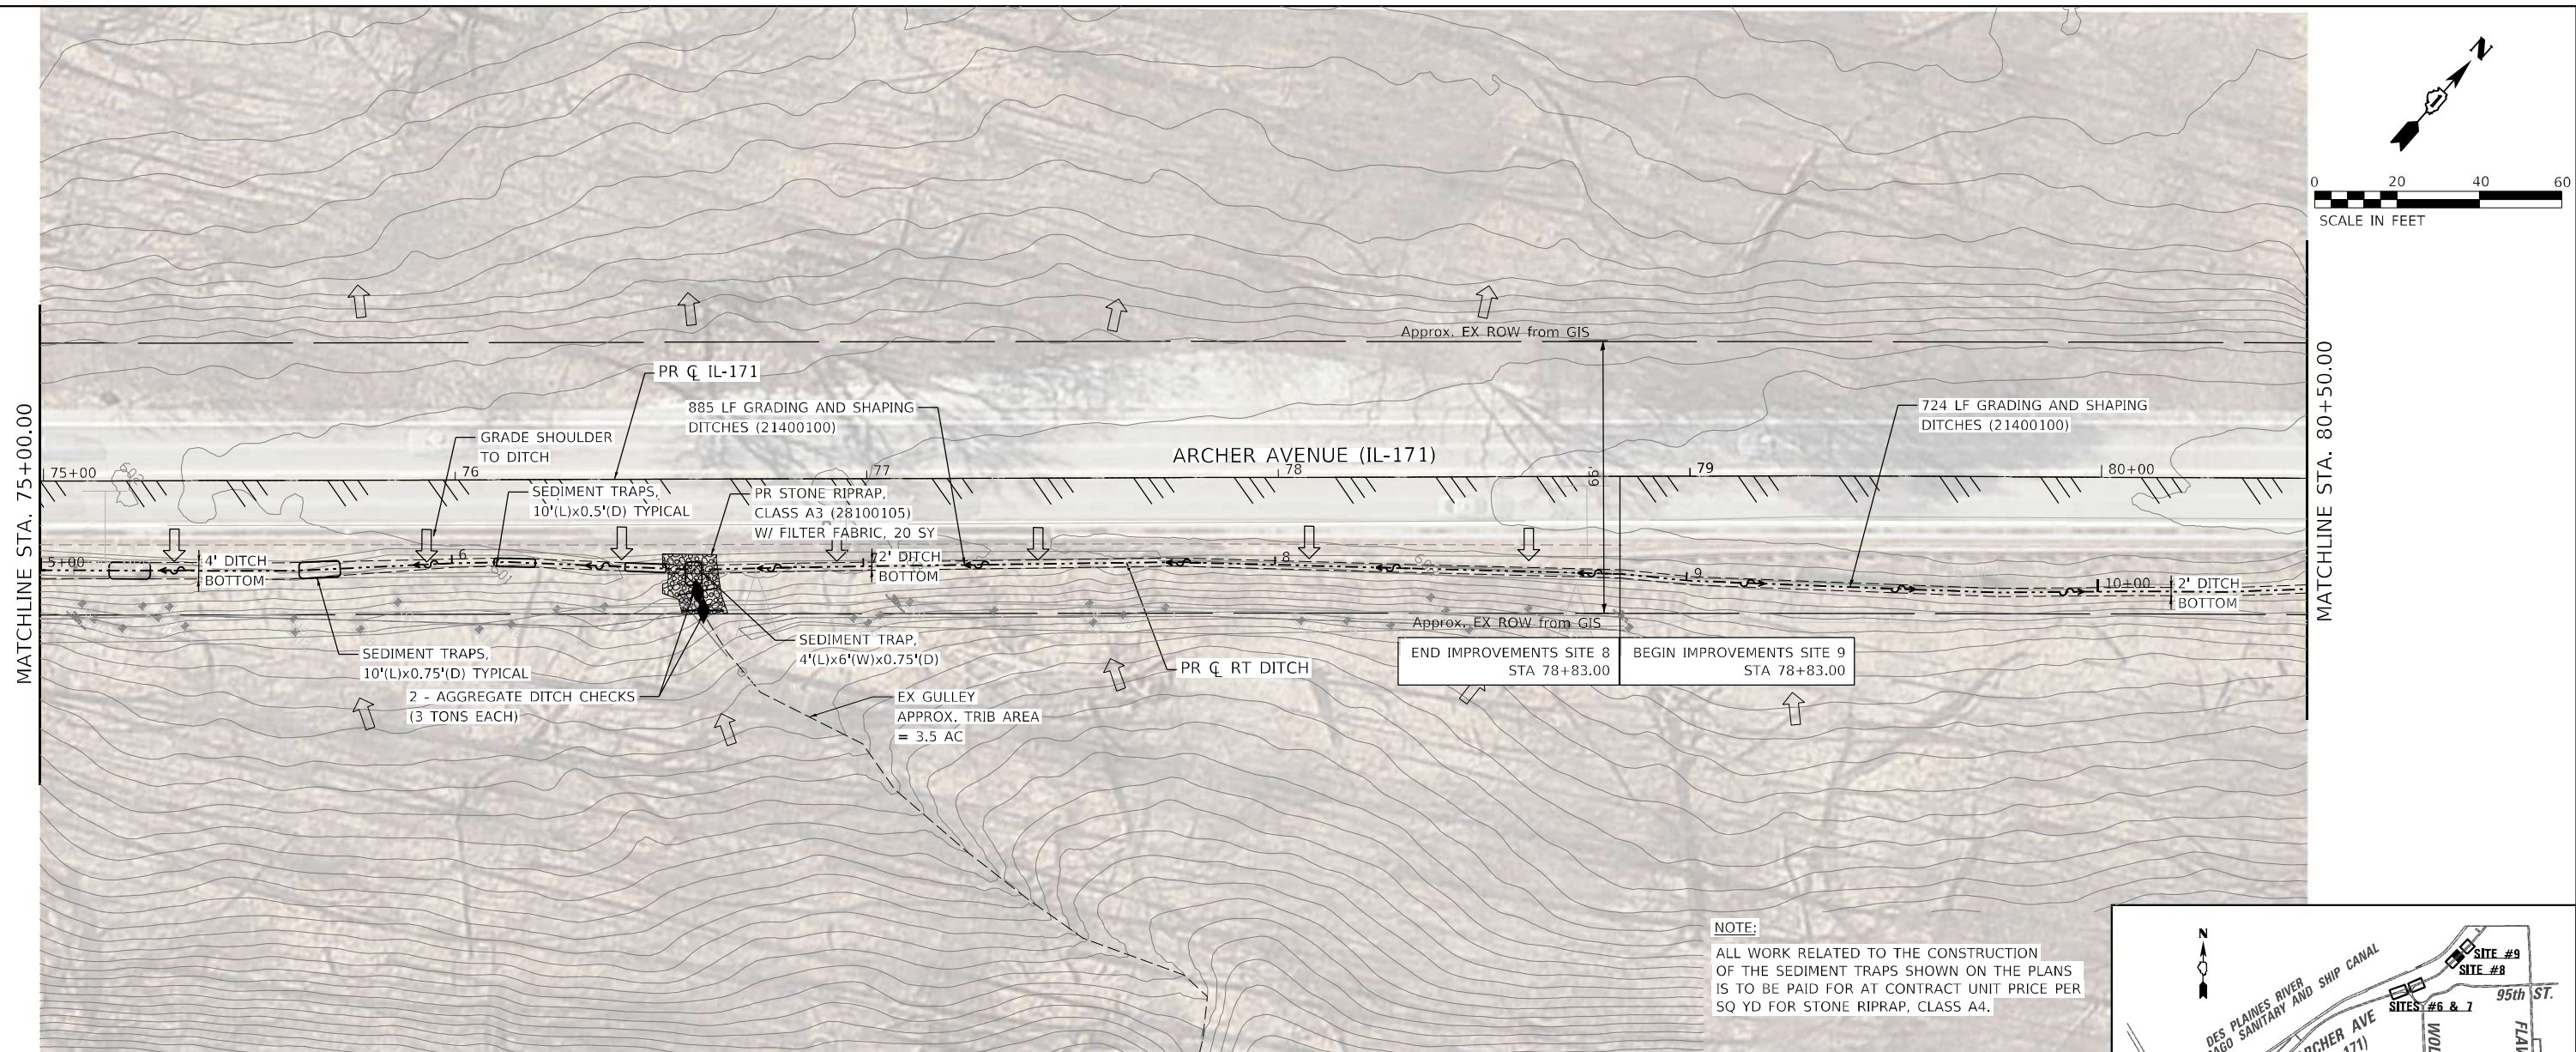 N
0 20 40 60
SCALE IN FEET
MATCHLINE STA. 75+00.00
MATCHLINE STA. 80+50.00
Approx. EX ROW from GIS
PR ℄ IL-171
885 LF GRADING AND SHAPING
DITCHES (21400100)
724 LF GRADING AND SHAPING
DITCHES (21400100)
GRADE SHOULDER
TO DITCH
ARCHER AVENUE (IL-171)
75+00
76
77
78
79
80+00
66'
SEDIMENT TRAPS,
10'(L)x0.5'(D) TYPICAL
PR STONE RIPRAP,
CLASS A3 (28100105)
W/ FILTER FABRIC, 20 SY
5+00
6
8
9
10+00
4' DITCH
BOTTOM
2' DITCH
BOTTOM
2' DITCH
BOTTOM
Approx. EX ROW from GIS
SEDIMENT TRAPS,
10'(L)x0.75'(D) TYPICAL
SEDIMENT TRAP,
4'(L)x6'(W)x0.75'(D)
PR ℄ RT DITCH
END IMPROVEMENTS SITE 8
STA 78+83.00
BEGIN IMPROVEMENTS SITE 9
STA 78+83.00
2 - AGGREGATE DITCH CHECKS
(3 TONS EACH)
EX GULLEY
APPROX. TRIB AREA
= 3.5 AC
NOTE:
ALL WORK RELATED TO THE CONSTRUCTION
OF THE SEDIMENT TRAPS SHOWN ON THE PLANS
IS TO BE PAID FOR AT CONTRACT UNIT PRICE PER
SQ YD FOR STONE RIPRAP, CLASS A4.
N
SITE #9
SITE #8
SITES #6 & 7
95th ST.
DES PLAINES RIVER
SANITARY AND SHIP CANAL
AVE